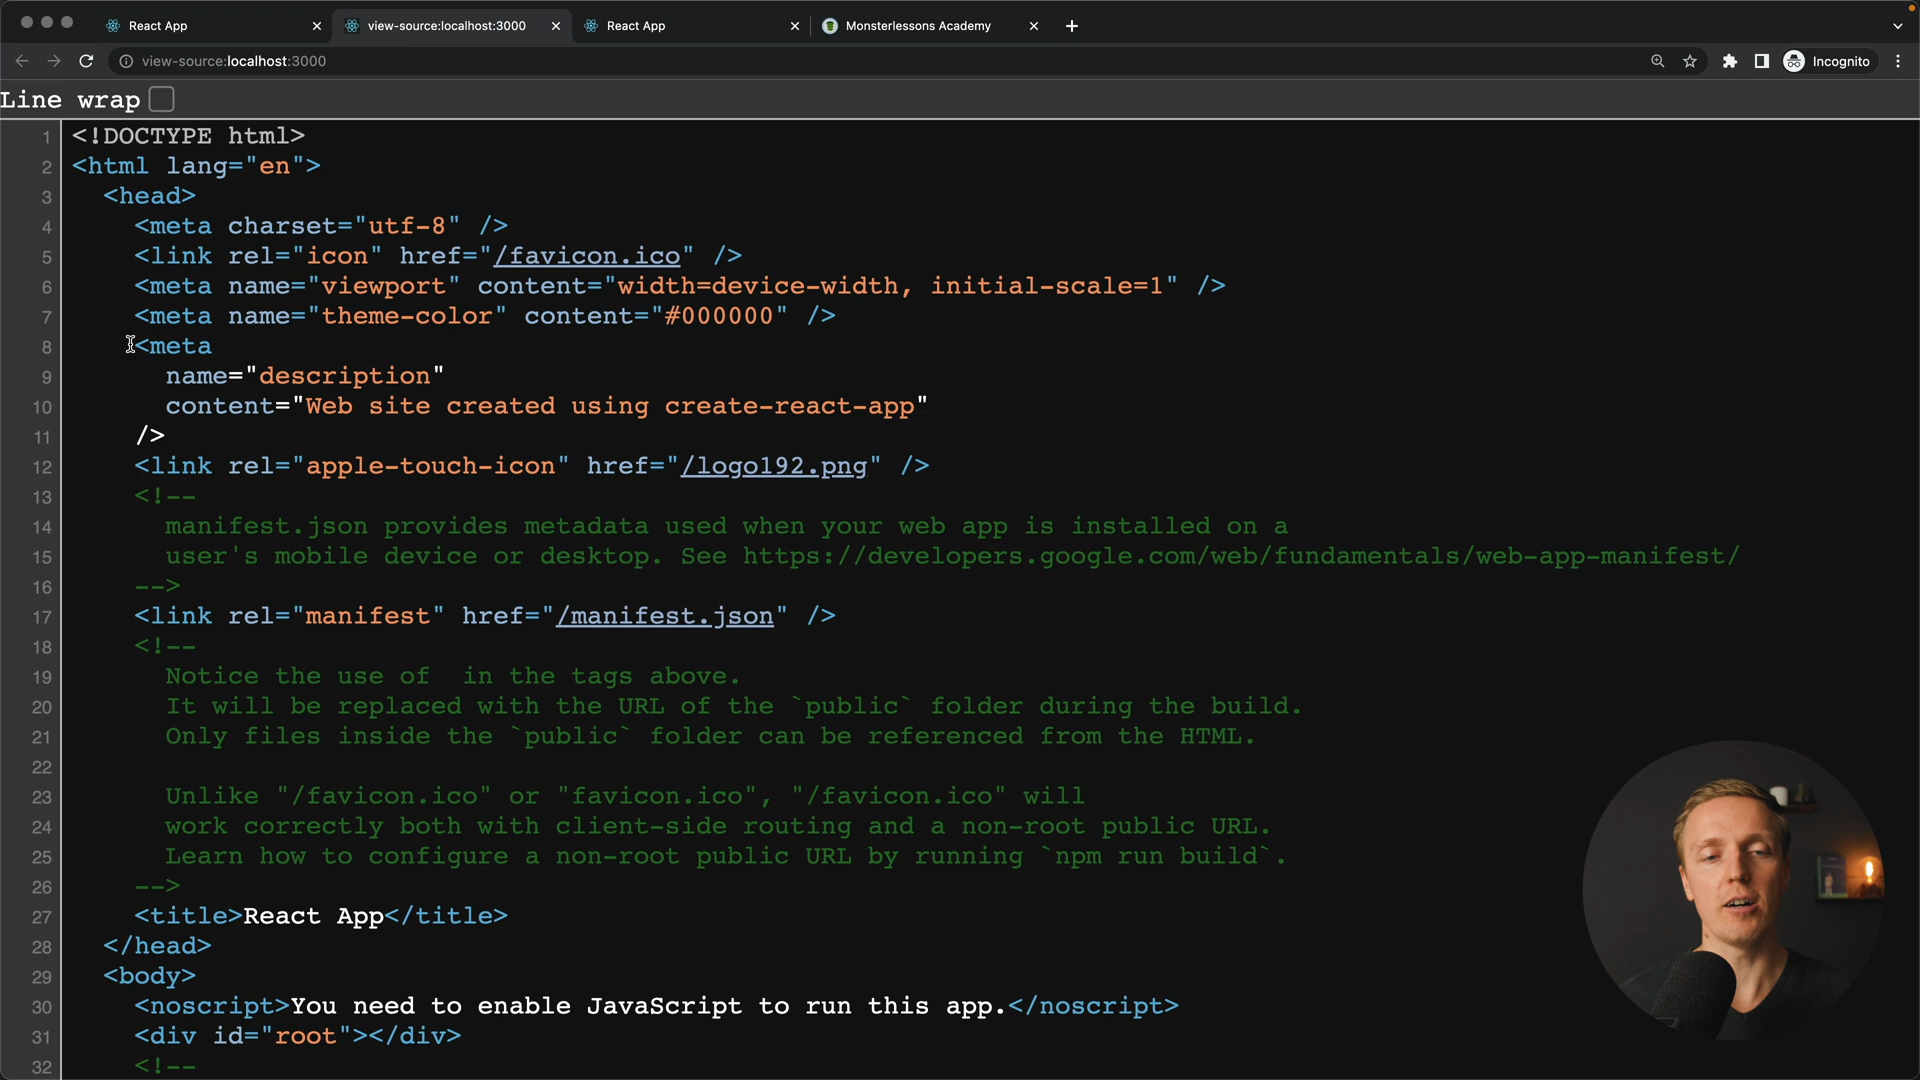 React App
view-source:localhost:3000
React App
Monsterlessons Academy
view-source:localhost:3000
Incognito
Line wrap
1 <!DOCTYPE html>
2 <html lang="en">
3 <head>
4 <meta charset="utf-8" />
5 <link rel="icon" href="/favicon.ico" />
6 <meta name="viewport" content="width=device-width, initial-scale=1" />
7 <meta name="theme-color" content="#000000" />
8 <meta
9 name="description"
10 content="Web site created using create-react-app"
11 />
12 <link rel="apple-touch-icon" href="/logo192.png" />
13 <!--
14 manifest.json provides metadata used when your web app is installed on a
15 user's mobile device or desktop. See https://developers.google.com/web/fundamentals/web-app-manifest/
16 -->
17 <link rel="manifest" href="/manifest.json" />
18 <!--
19 Notice the use of  in the tags above.
20 It will be replaced with the URL of the `public` folder during the build.
21 Only files inside the `public` folder can be referenced from the HTML.
22
23 Unlike "/favicon.ico" or "favicon.ico", "/favicon.ico" will
24 work correctly both with client-side routing and a non-root public URL.
25 Learn how to configure a non-root public URL by running `npm run build`.
26 -->
27 <title>React App</title>
28 </head>
29 <body>
30 <noscript>You need to enable JavaScript to run this app.</noscript>
31 <div id="root"></div>
32 <!--